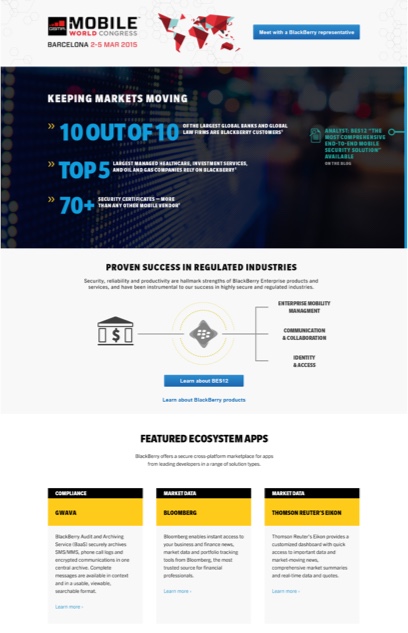 GSMA
MOBILE
WORLD CONGRESS
BARCELONA 2-5 MAR 2015
Meet with a BlackBerry representative
KEEPING MARKETS MOVING
» 10 OUT OF 10 OF THE LARGEST GLOBAL BANKS AND GLOBAL
LAW FIRMS ARE BLACKBERRY CUSTOMERS
» TOP 5 LARGEST MANAGED HEALTHCARE, INVESTMENT SERVICES,
AND OIL AND GAS COMPANIES RELY ON BLACKBERRY
» 70+ SECURITY CERTIFICATES – MORE
THAN ANY OTHER MOBILE VENDOR
ANALYST: BES12 "THE
MOST COMPREHENSIVE
END-TO-END MOBILE
SECURITY SOLUTION"
AVAILABLE
ON THE BLOG
PROVEN SUCCESS IN REGULATED INDUSTRIES
Security, reliability and productivity are hallmark strengths of BlackBerry Enterprise products and
services, and have been instrumental to our success in highly secure and regulated industries.
$
ENTERPRISE MOBILITY
MANAGMENT
COMMUNICATION
& COLLABORATION
IDENTITY
& ACCESS
Learn about BES12
Learn about BlackBerry products
FEATURED ECOSYSTEM APPS
BlackBerry offers a secure cross-platform marketplace for apps
from leading developers in a range of solution types.
COMPLIANCE
GWAVA
BlackBerry Audit and Archiving
Service (BaaS) securely archives
SMS/MMS, phone call logs and
encrypted communications in one
central archive. Complete
messages are available in context
and in a usable, viewable,
searchable format.
Learn more ›
MARKET DATA
BLOOMBERG
Bloomberg enables instant access to
your business and finance news,
market data and portfolio tracking
tools from Bloomberg, the most
trusted source for financial
professionals.
Learn more ›
MARKET DATA
THOMSON REUTER'S EIKON
Thomson Reuter's Eikon provides a
customized dashboard with quick
access to important data and
market-moving news,
comprehensive market summaries
and real-time data and quotes.
Learn more ›